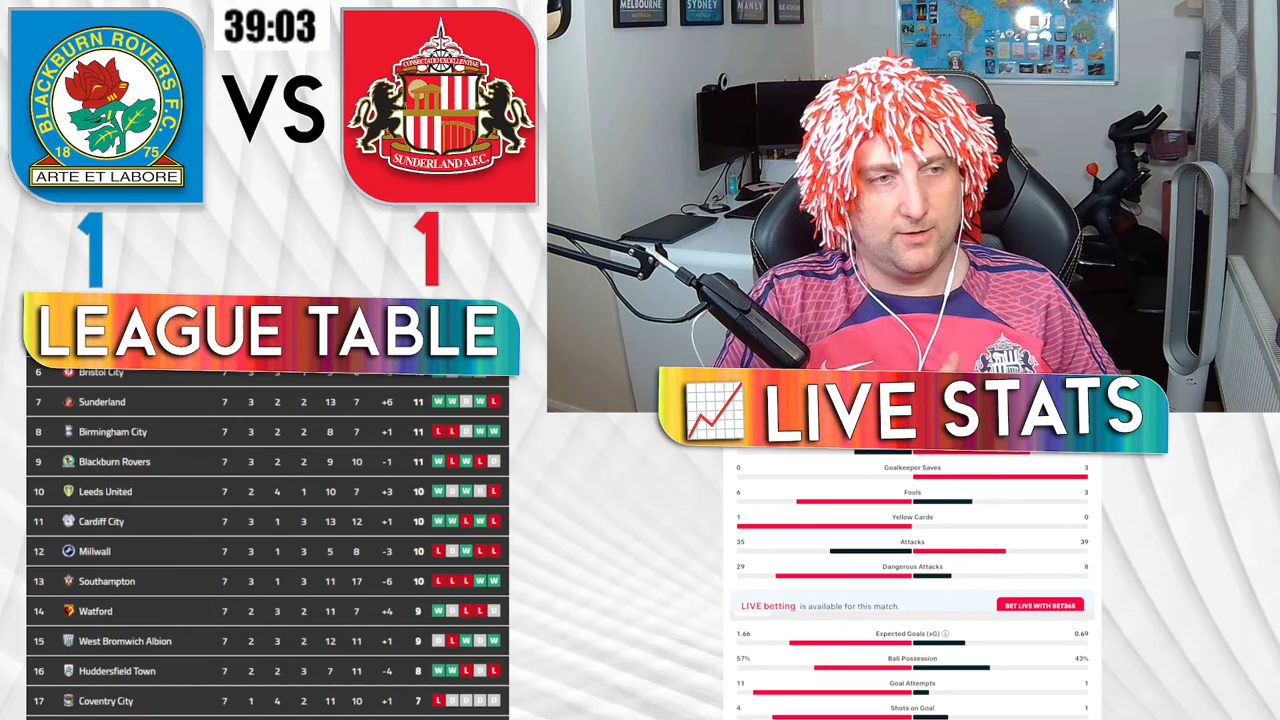 39:03
BLACKBURN ROVERS F.C.
18 75
ARTE ET LABORE
VS
CONSECTATIO EXCELLENTIAE
SUNDERLAND A.F.C.
1 1
LEAGUE TABLE
6 Bristol City
7 Sunderland 7 3 2 2 13 7 +6 11 W W D W L
8 Birmingham City 7 3 2 2 8 7 +1 11 L L D W W
9 Blackburn Rovers 7 3 2 2 9 10 -1 11 W L W L D
10 Leeds United 7 2 4 1 10 7 +3 10 W D W D L
11 Cardiff City 7 3 1 3 13 12 +1 10 W W L W L
12 Millwall 7 3 1 3 5 8 -3 10 L D W L L
13 Southampton 7 3 1 3 11 17 -6 10 L L L W W
14 Watford 7 2 3 2 11 7 +4 9 W D L L D
15 West Bromwich Albion 7 2 3 2 12 11 +1 9 D L W D W
16 Huddersfield Town 2 2 3 7 11 -4 8 W W L D L
17 Coventry City 1 4 2 11 10 +1 7 L D D D D
MELBOURNE
SYDNEY
MANLY
LIVE STATS
0 Goalkeeper Saves 3
6 Fouls 3
1 Yellow Cards 0
35 Attacks 39
29 Dangerous Attacks 8
LIVE betting is available for this match.
BET LIVE WITH BET365
1.66 Expected Goals (xG) 0.69
57% Ball Possession 43%
11 Goal Attempts 1
4 Shots on Goal 1